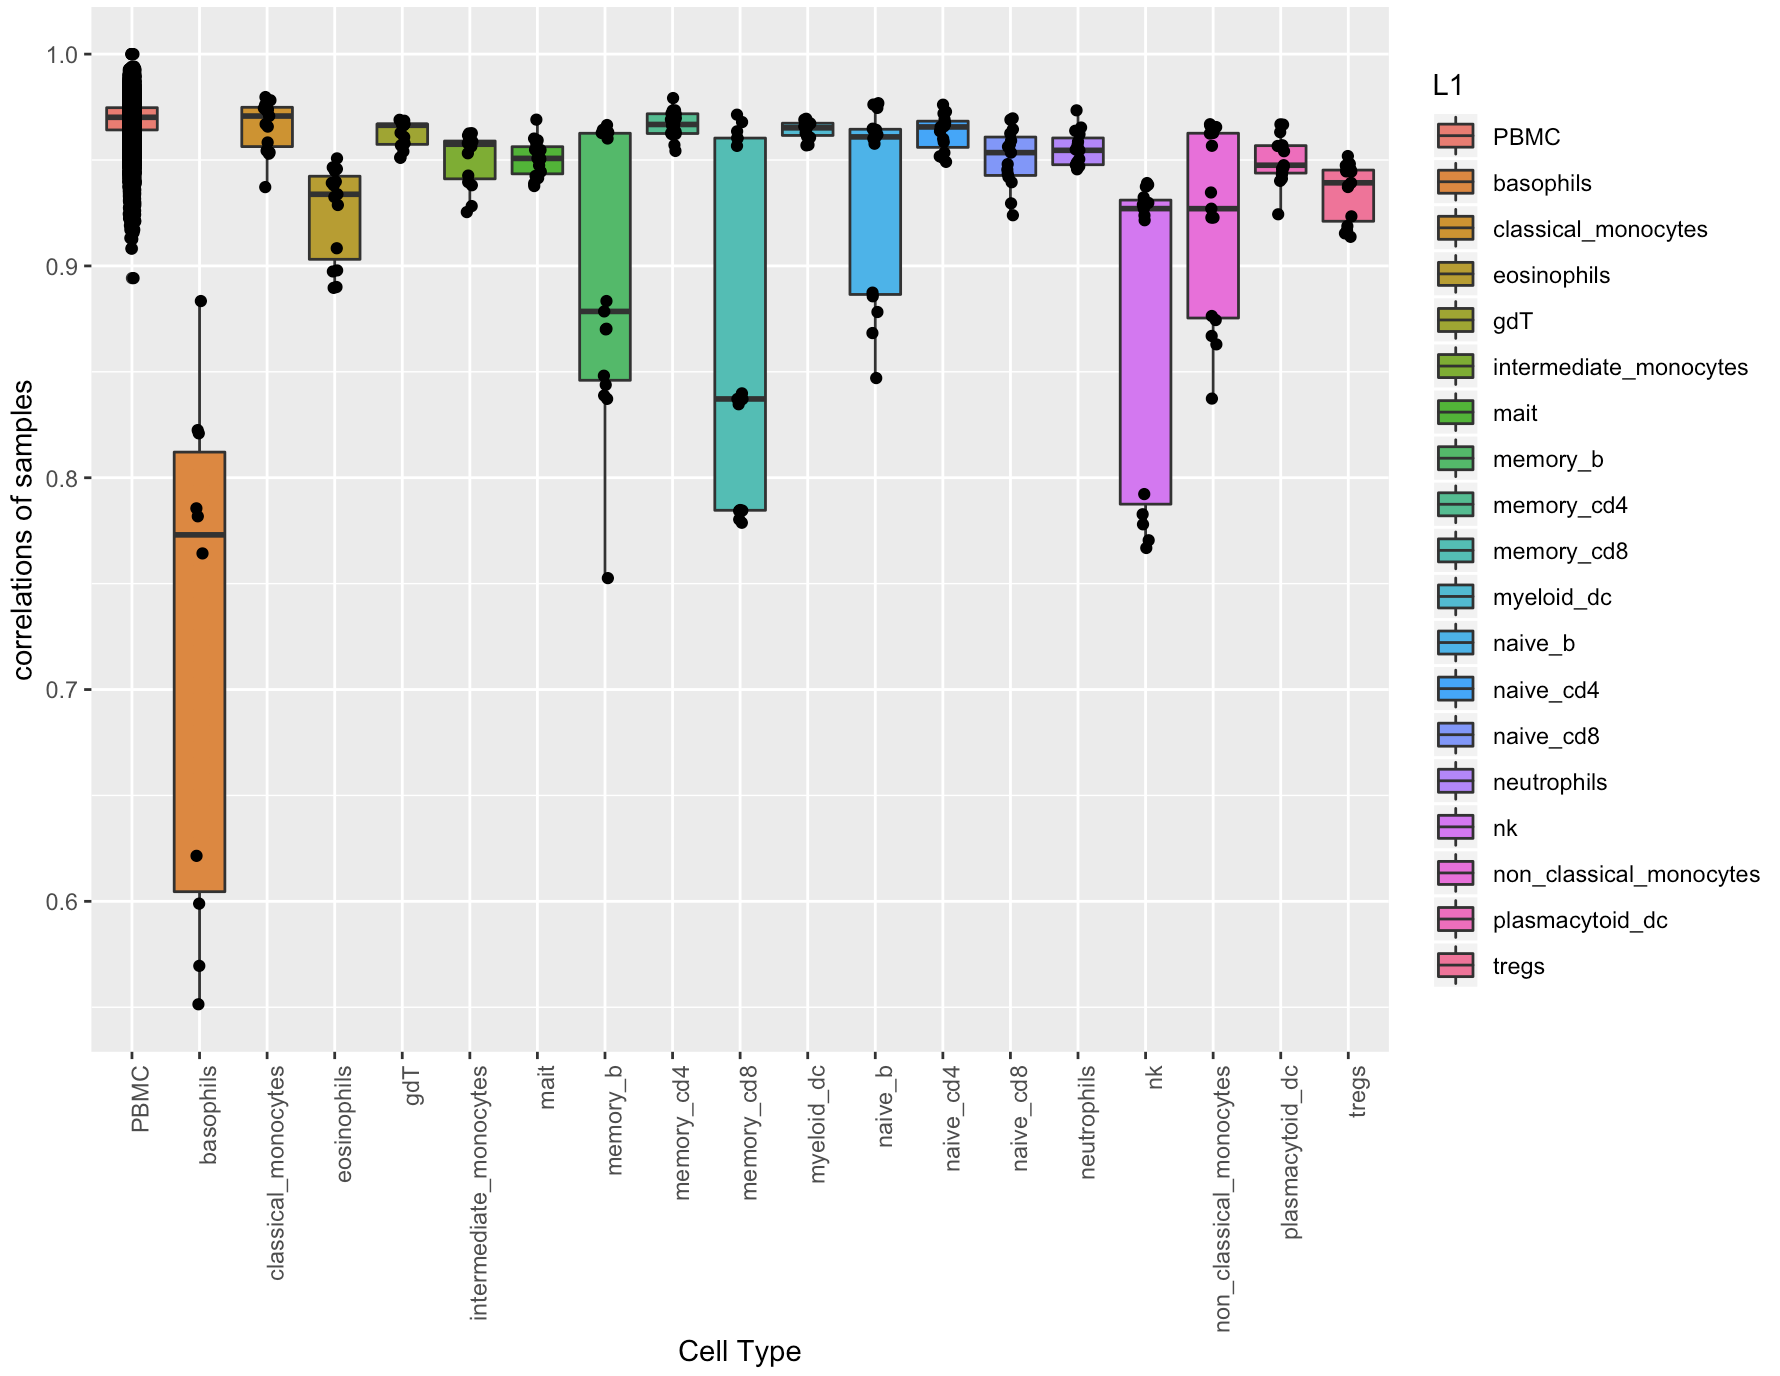 1.0
0.9
0.8
0.7
0.6
correlations of samples
PBMC
basophils
classical_monocytes
eosinophils
gdT
intermediate_monocytes
mait
memory_b
memory_cd4
memory_cd8
myeloid_dc
naive_b
naive_cd4
naive_cd8
neutrophils
nk
non_classical_monocytes
plasmacytoid_dc
tregs
Cell Type
L1
PBMC
basophils
classical_monocytes
eosinophils
gdT
intermediate_monocytes
mait
memory_b
memory_cd4
memory_cd8
myeloid_dc
naive_b
naive_cd4
naive_cd8
neutrophils
nk
non_classical_monocytes
plasmacytoid_dc
tregs